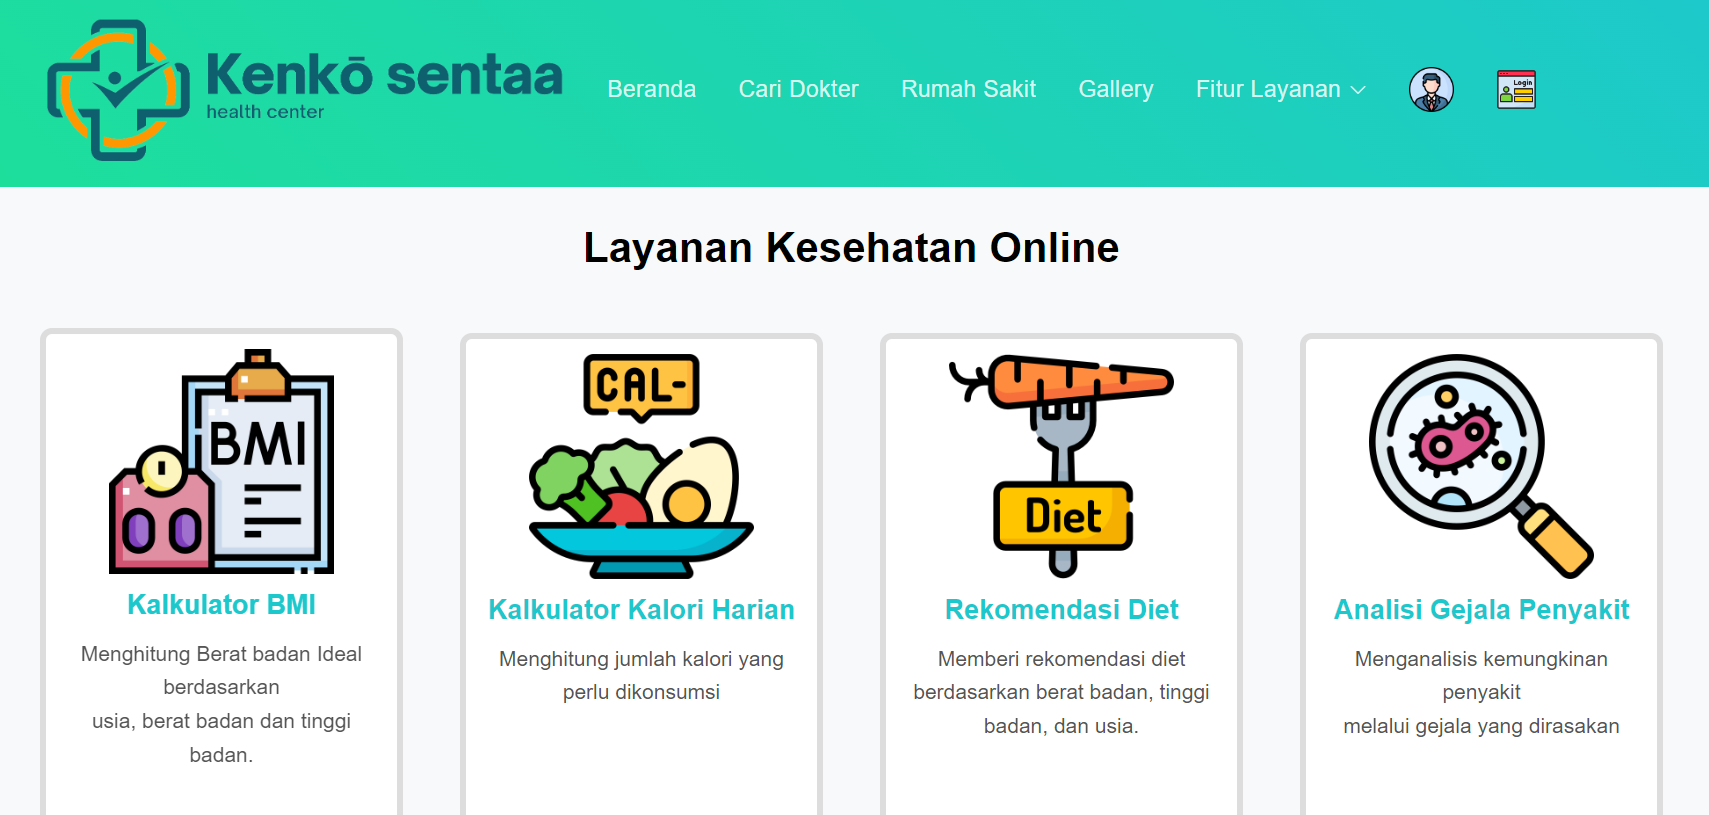 Kenkō sentaa
health center
Beranda
Cari Dokter
Rumah Sakit
Gallery
Fitur Layanan
Login
Layanan Kesehatan Online
BMI
Kalkulator BMI
Menghitung Berat badan Ideal
berdasarkan
usia, berat badan dan tinggi
badan.
CAL-
Kalkulator Kalori Harian
Menghitung jumlah kalori yang
perlu dikonsumsi
Diet
Rekomendasi Diet
Memberi rekomendasi diet
berdasarkan berat badan, tinggi
badan, dan usia.
Analisi Gejala Penyakit
Menganalisis kemungkinan
penyakit
melalui gejala yang dirasakan